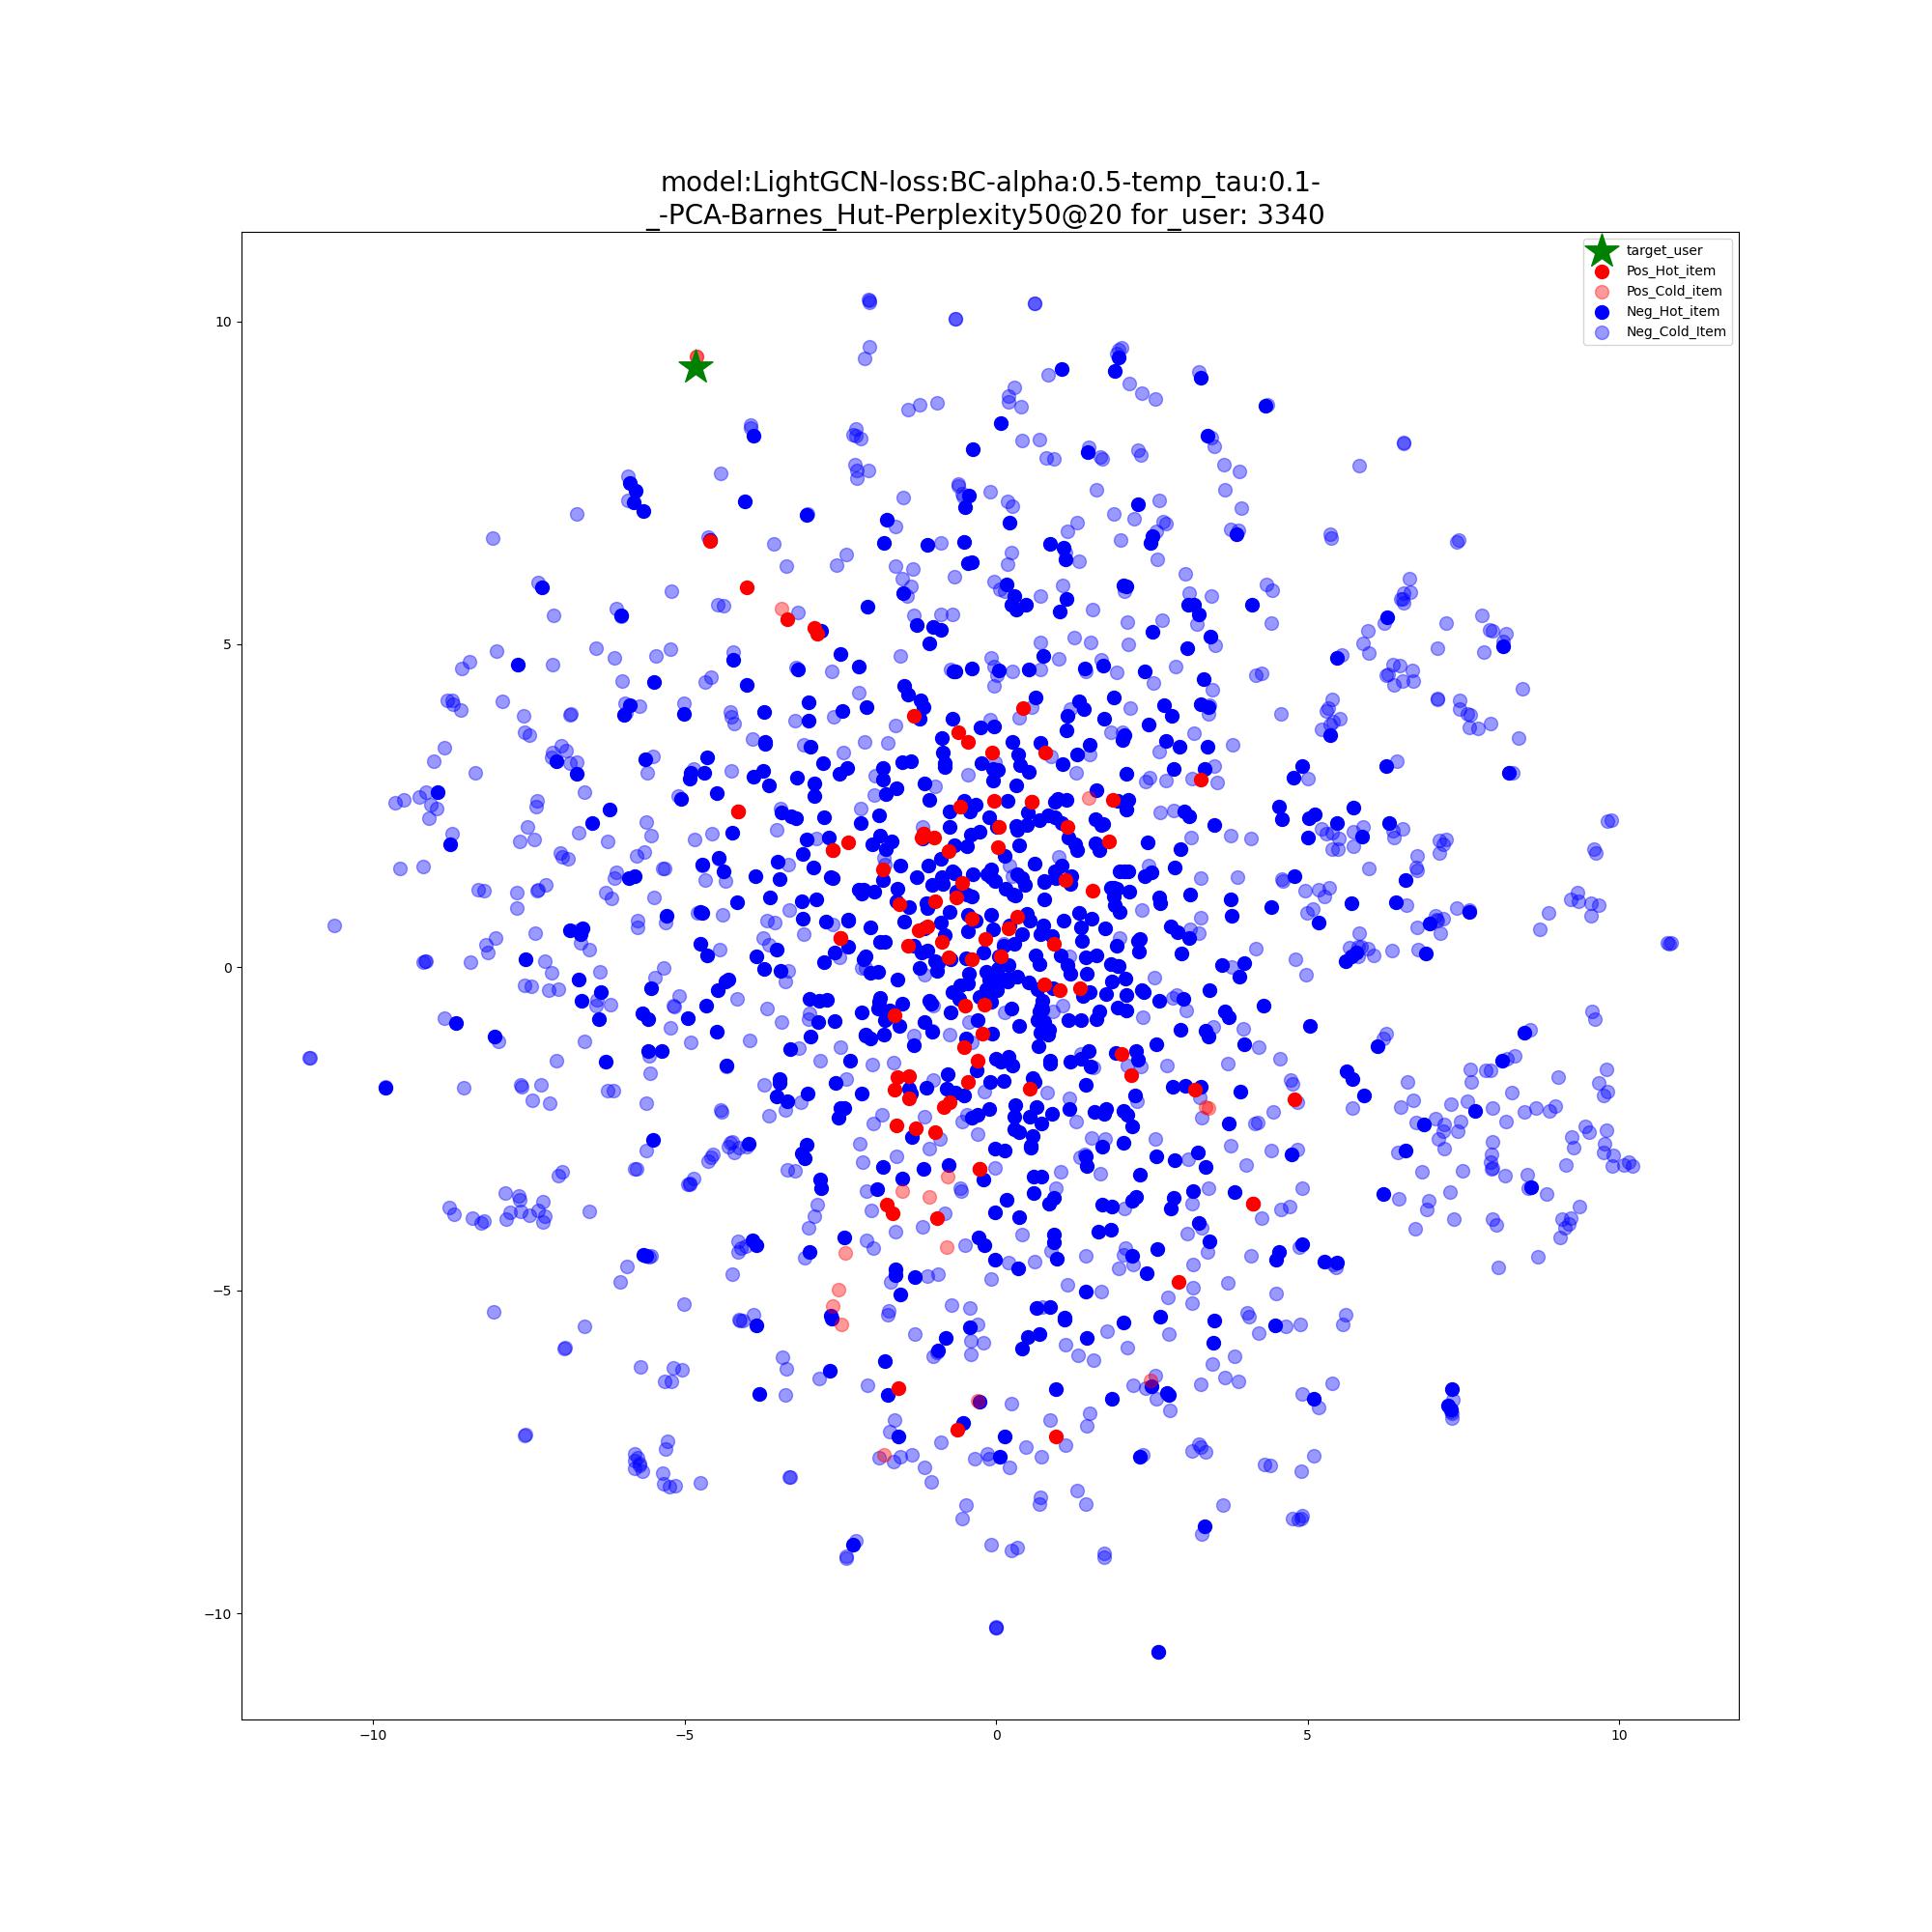 model:LightGCN-loss:BC-alpha:0.5-temp_tau:0.1-
_-PCA-Barnes_Hut-Perplexity50@20 for_user: 3340
target_user
Pos_Hot_item
Pos_Cold_item
Neg_Hot_item
Neg_Cold_Item
10
5
0
−5
−10
−10
−5
0
5
10